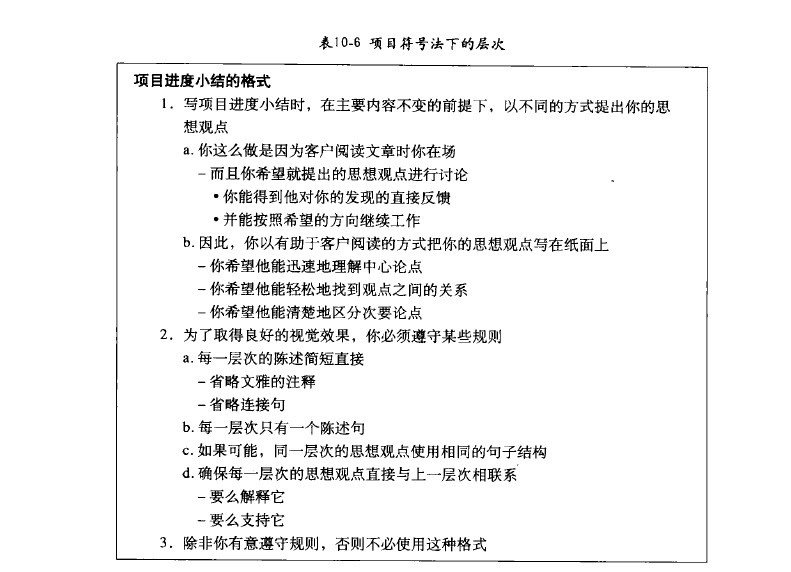 表10-6 项目符号法下的层次
项目进度小结的格式
1. 写项目进度小结时，在主要内容不变的前提下，以不同的方式提出你的思
想观点
a. 你这么做是因为客户阅读文章时你在场
– 而且你希望就提出的思想观点进行讨论
• 你能得到他对你的发现的直接反馈
• 并能按照希望的方向继续工作
b. 因此，你以有助于客户阅读的方式把你的思想观点写在纸面上
– 你希望他能迅速地理解中心论点
– 你希望他能轻松地找到观点之间的关系
– 你希望他能清楚地区分次要论点
2. 为了取得良好的视觉效果，你必须遵守某些规则
a. 每一层次的陈述简短直接
– 省略文雅的注释
– 省略连接句
b. 每一层次只有一个陈述句
c. 如果可能，同一层次的思想观点使用相同的句子结构
d. 确保每一层次的思想观点直接与上一层次相联系
– 要么解释它
– 要么支持它
3. 除非你有意遵守规则，否则不必使用这种格式